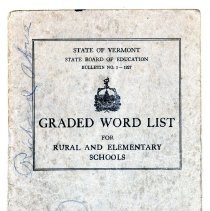 STATE OF VERMONT
STATE BOARD OF EDUCATION
BULLETIN NO. 1—1927
GRADED WORD LIST
FOR
RURAL AND ELEMENTARY
SCHOOLS